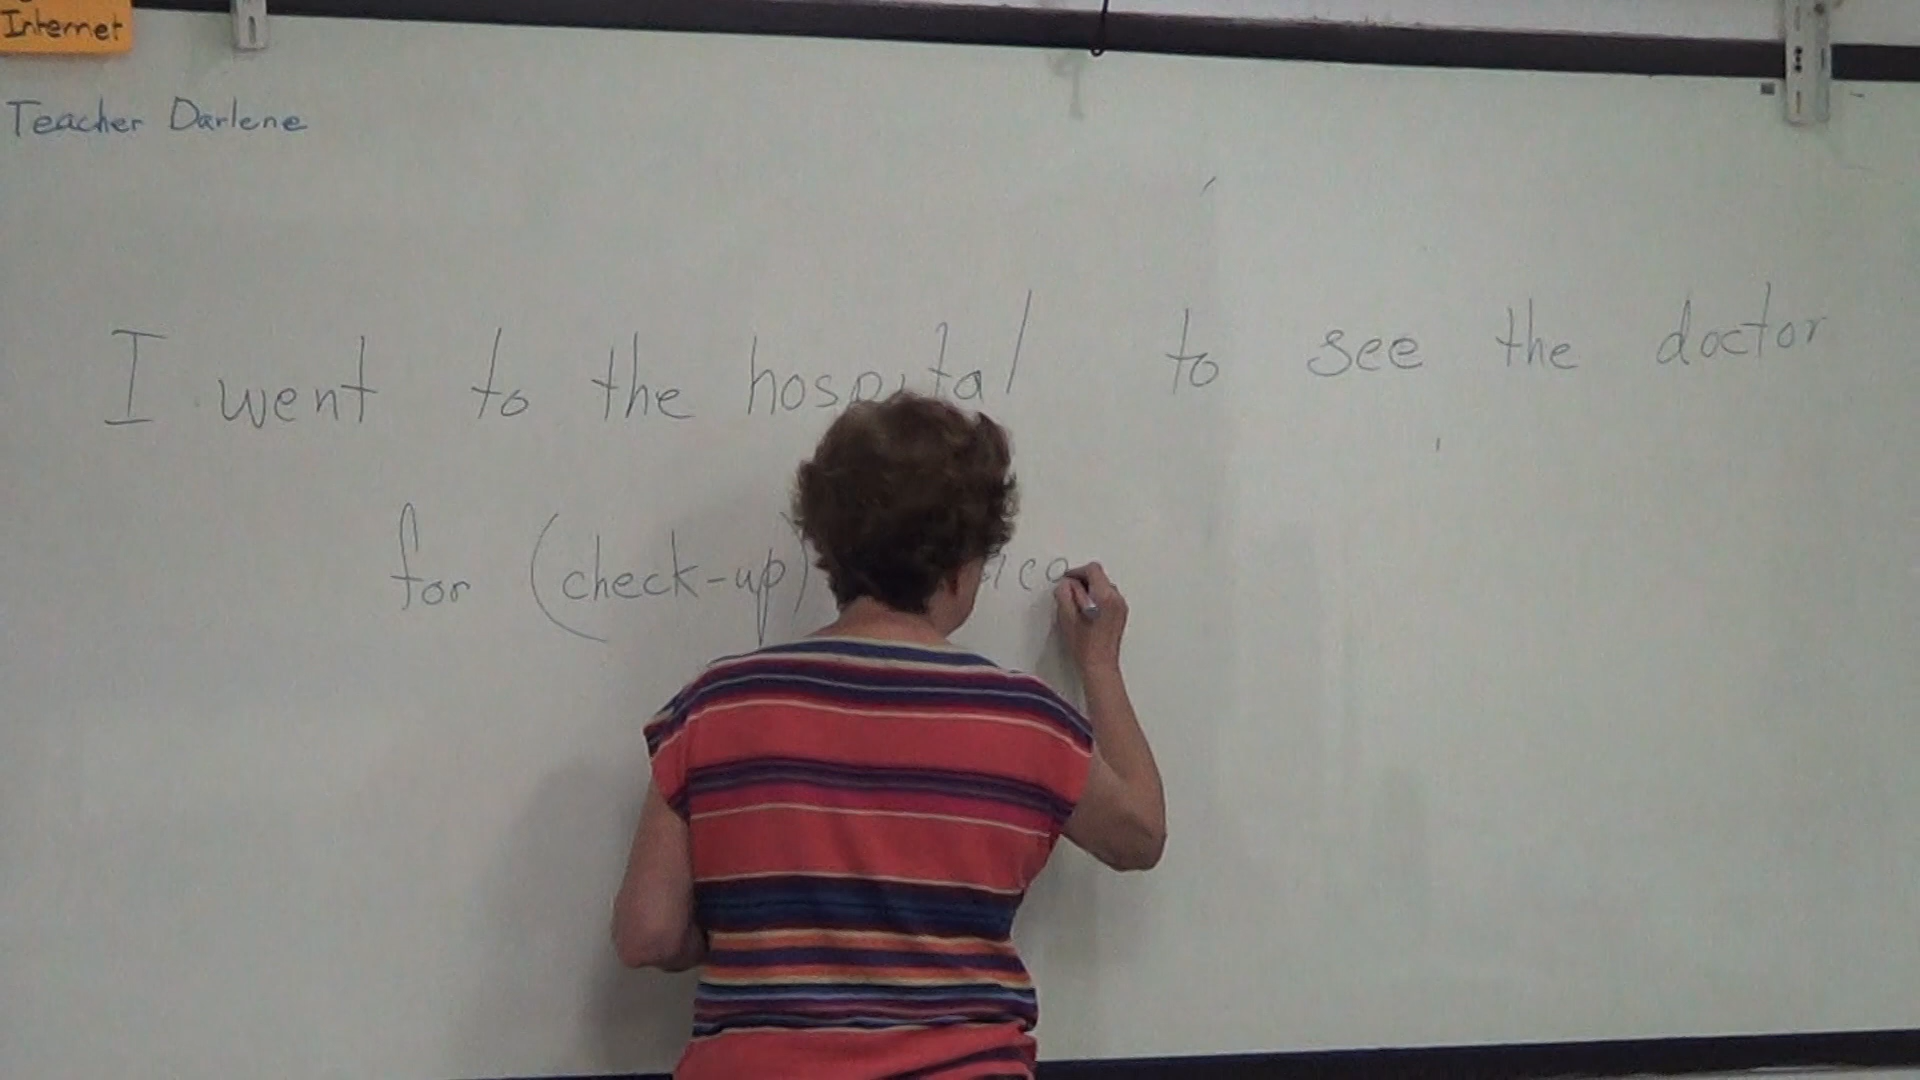 Internet
Teacher Darlene
I went to the hospital to see the doctor
for (check-up)